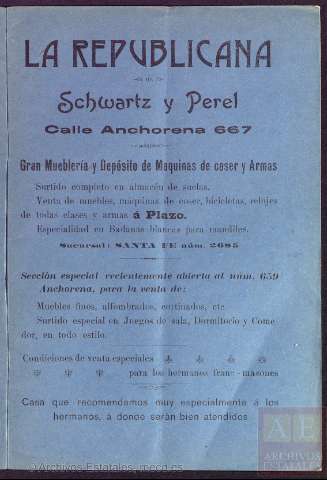 LA REPUBLICANA
DE
Schwartz y Perel
Calle Anchorena 667
Gran Mueblería y Depósito de Maquinas de coser y Armas
Surtido completo en almacén de suelas.
Venta de muebles, máquinas de coser, bicicletas, relojes
de todas clases y armas á Plazo.
Especialidad en Badanas blancas para mandiles.
Sucursal: SANTA FE núm. 2685
Sección especial recientemente abierta al núm. 659
Anchorena, para la venta de:
Muebles finos, alfombrados, cortinados, etc.
Surtido especial en Juegos de sala, Dormitorio y Come
dor, en todo estilo.
Condiciones de venta especiales
para los hermanos franc-masones
Casa que recomendamos muy especialmente á los
hermanos, á donde serán bien atendidos
AE
ARCHIVOS
ESTATALES
©Archivos Estatales, mecd.es